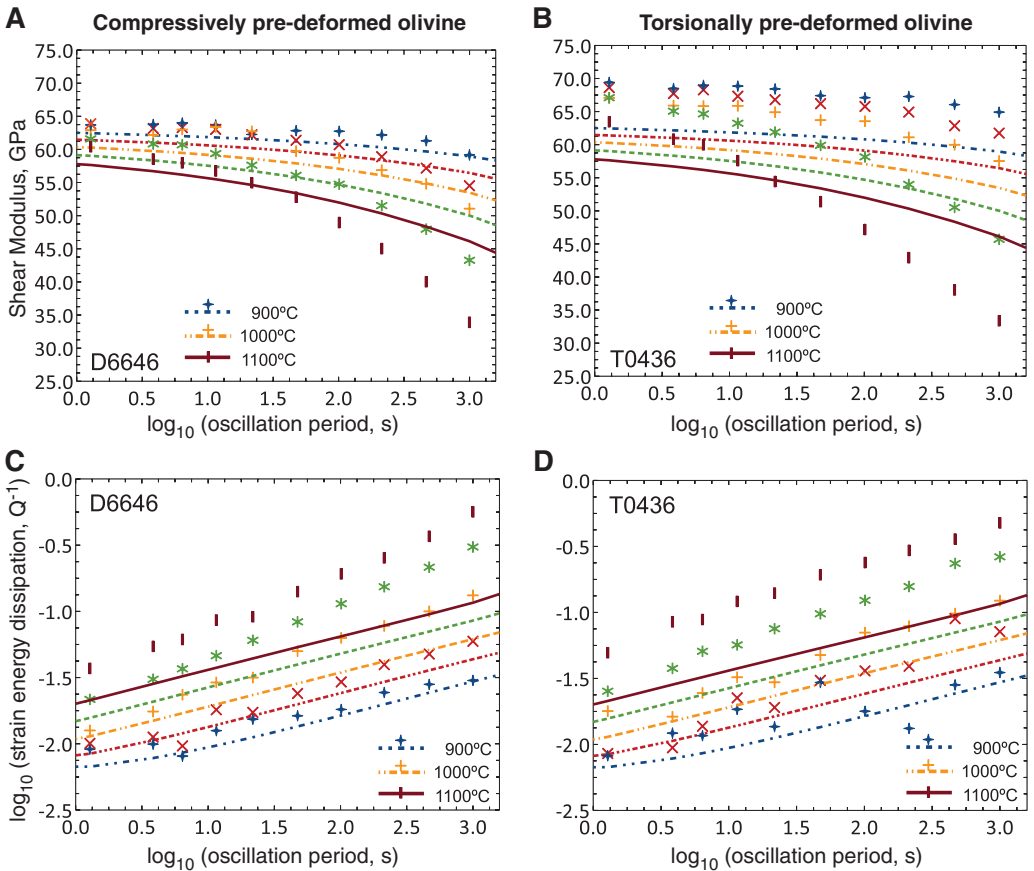 A
Compressively pre-deformed olivine
B
Torsionally pre-deformed olivine
Shear Modulus, GPa
75.0
70.0
65.0
60.0
55.0
50.0
45.0
40.0
35.0
30.0
25.0
900ºC
1000ºC
1100ºC
D6646
0.0 0.5 1.0 1.5 2.0 2.5 3.0
log10 (oscillation period, s)
75.0
70.0
65.0
60.0
55.0
50.0
45.0
40.0
35.0
30.0
25.0
900ºC
1000ºC
1100ºC
T0436
0.0 0.5 1.0 1.5 2.0 2.5 3.0
log10 (oscillation period, s)
C
D
log10 (strain energy dissipation, Q-1)
0.0
-0.5
-1.0
-1.5
-2.0
-2.5
D6646
900ºC
1000ºC
1100ºC
0.0 0.5 1.0 1.5 2.0 2.5 3.0
log10 (oscillation period, s)
0.0
-0.5
-1.0
-1.5
-2.0
-2.5
T0436
900ºC
1000ºC
1100ºC
0.0 0.5 1.0 1.5 2.0 2.5 3.0
log10 (oscillation period, s)